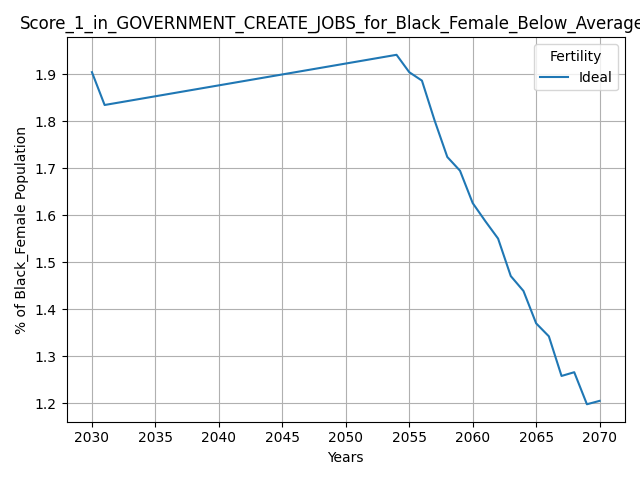 Score_1_in_GOVERNMENT_CREATE_JOBS_for_Black_Female_Below_Average
Fertility
Ideal
1.9
1.8
1.7
1.6
1.5
1.4
1.3
1.2
% of Black_Female Population
2030 2035 2040 2045 2050 2055 2060 2065 2070
Years